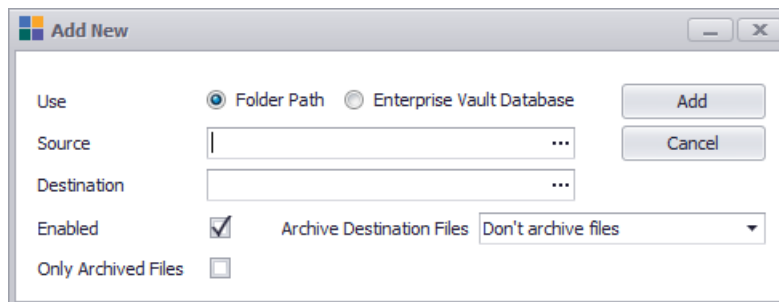 Add New
Use Folder Path Enterprise Vault Database Add
Source ... Cancel
Destination ...
Enabled Archive Destination Files Don't archive files
Only Archived Files